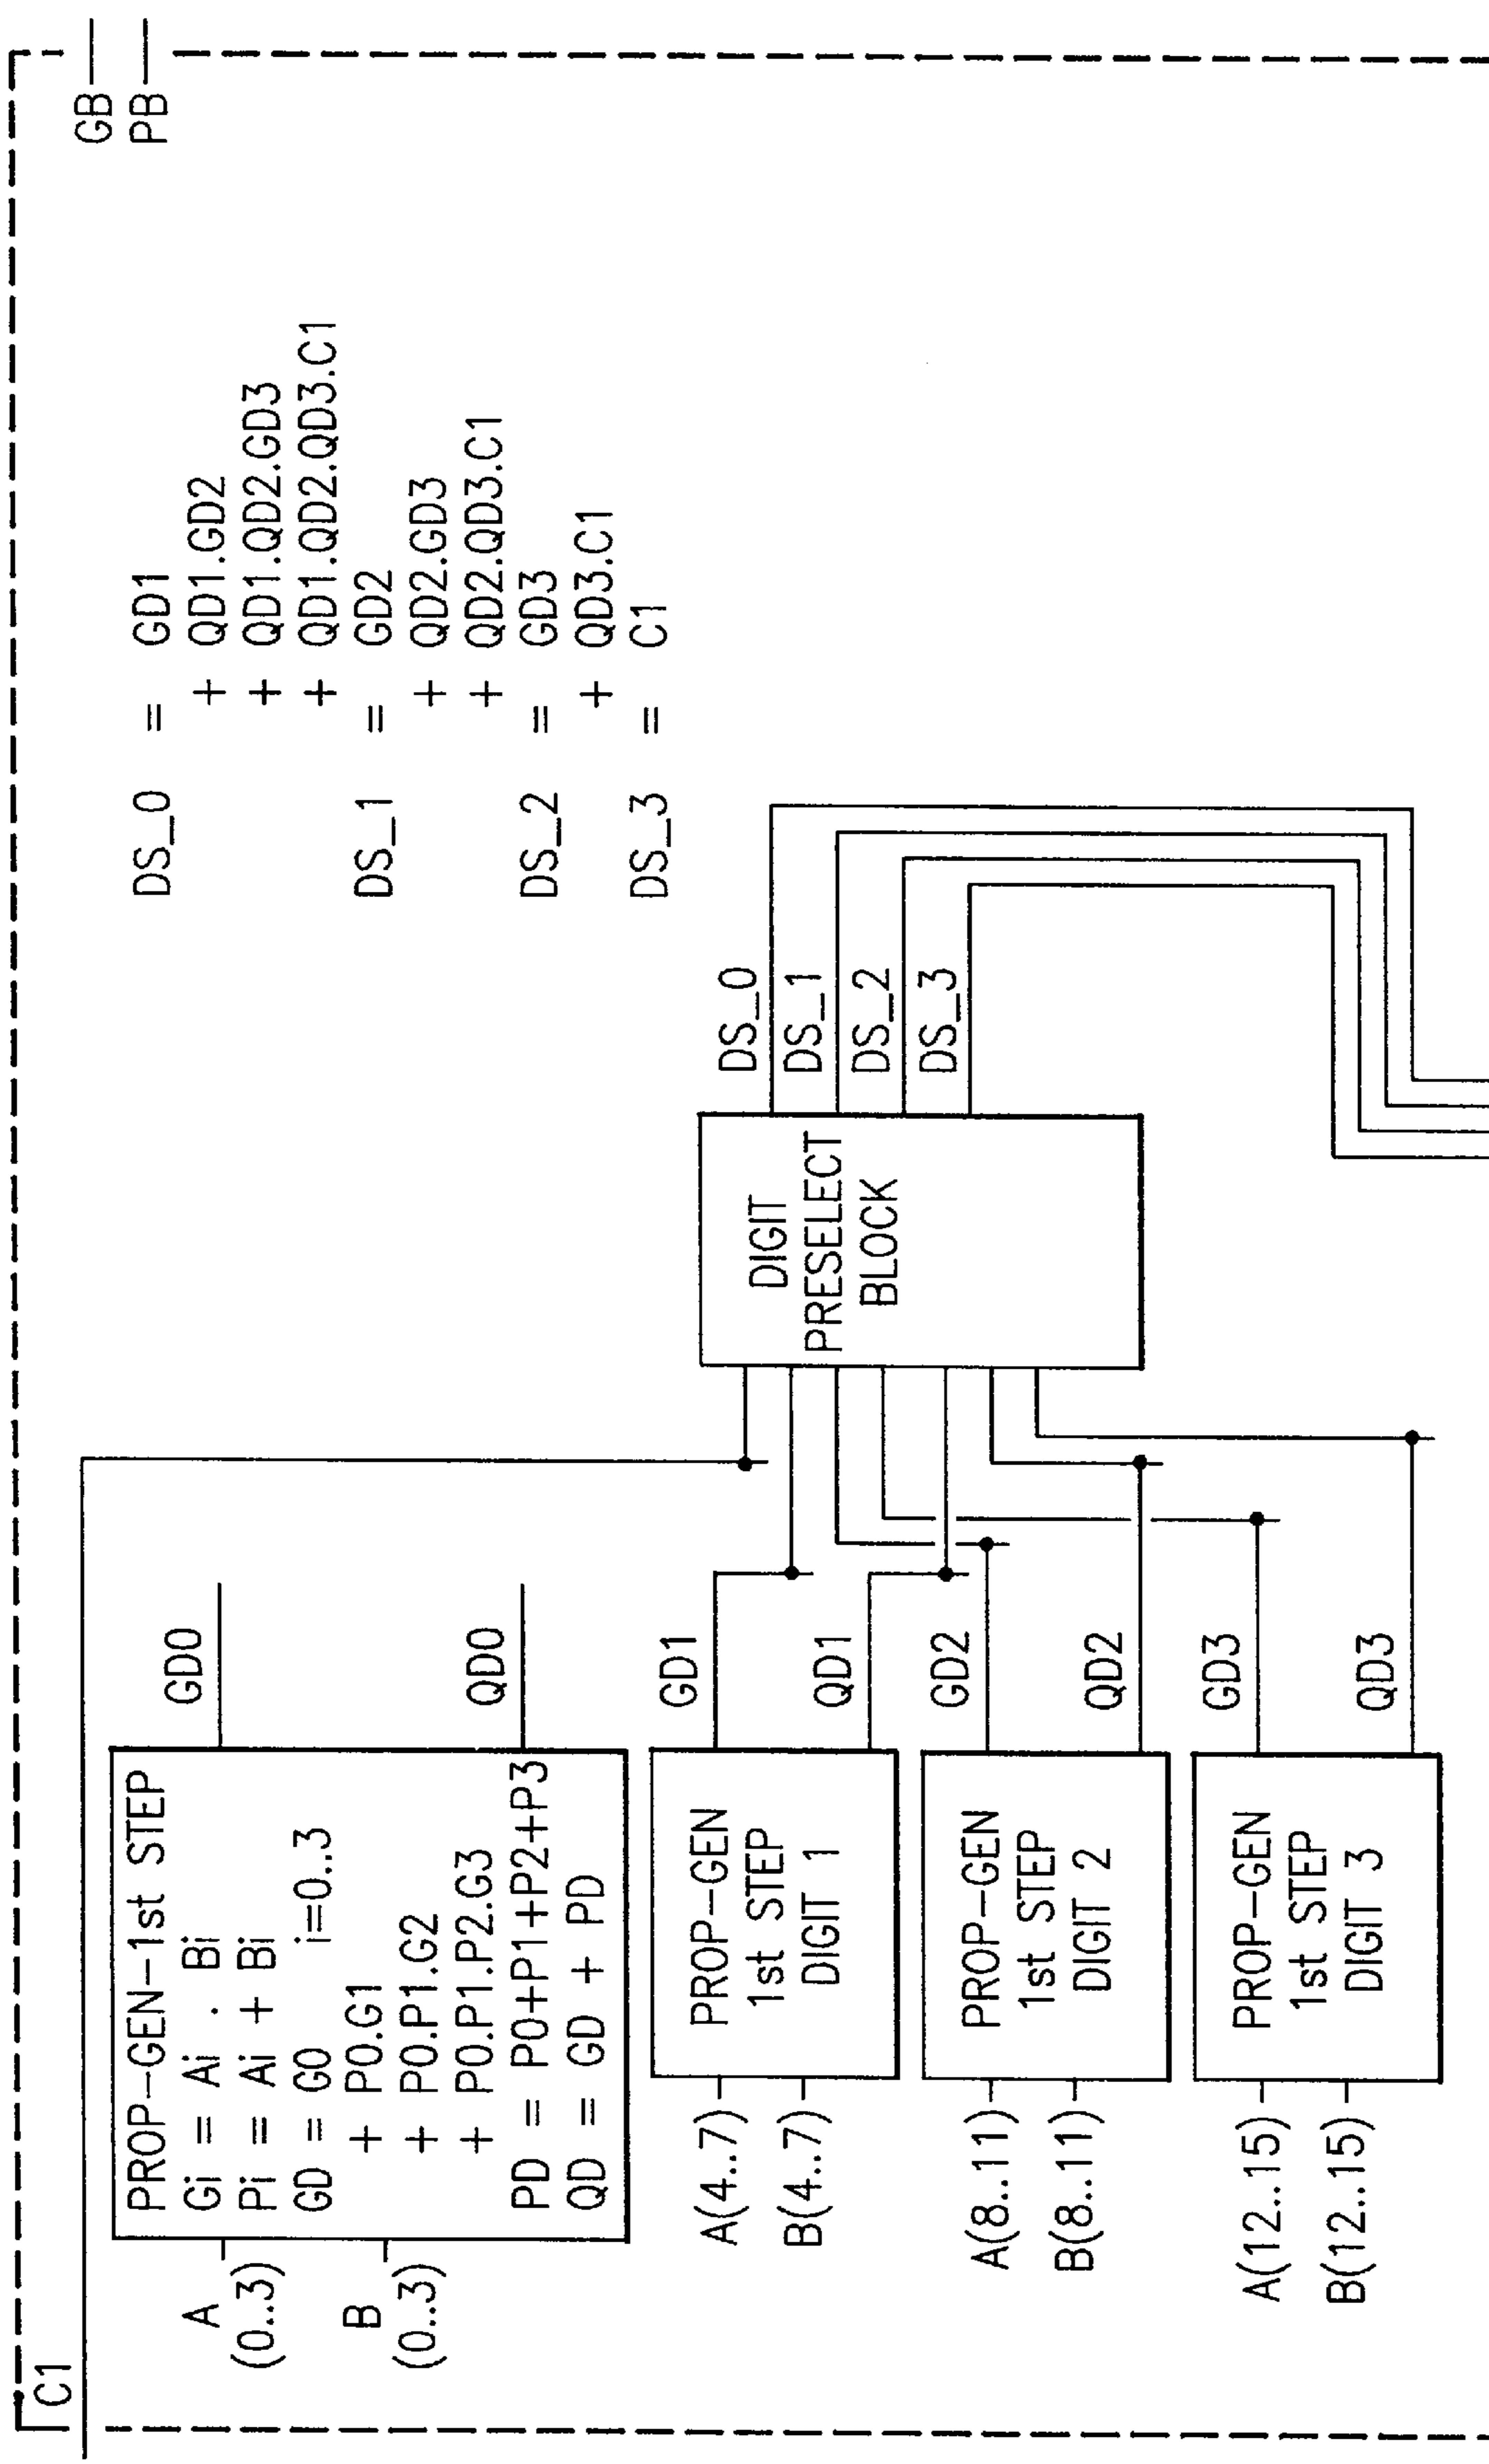 C1
GB
PB
PROP-GEN-1st STEP
Gi = Ai · Bi
Pi = Ai + Bi
GD = G0 i=0..3
+ P0.G1
+ P0.P1.G2
+ P0.P1.P2.G3
PD = P0+P1+P2+P3
QD = GD + PD
A
(0..3)
B
(0..3)
GD0
QD0
DS_0 = GD1
+ QD1.GD2
+ QD1.QD2.GD3
+ QD1.QD2.QD3.C1
DS_1 = GD2
+ QD2.GD3
+ QD2.QD3.C1
DS_2 = GD3
+ QD3.C1
DS_3 = C1
A(4..7)
B(4..7)
PROP-GEN
1st STEP
DIGIT 1
GD1
QD1
A(8..11)
B(8..11)
PROP-GEN
1st STEP
DIGIT 2
GD2
QD2
A(12..15)
B(12..15)
PROP-GEN
1st STEP
DIGIT 3
GD3
QD3
DIGIT
PRESELECT
BLOCK
DS_0
DS_1
DS_2
DS_3